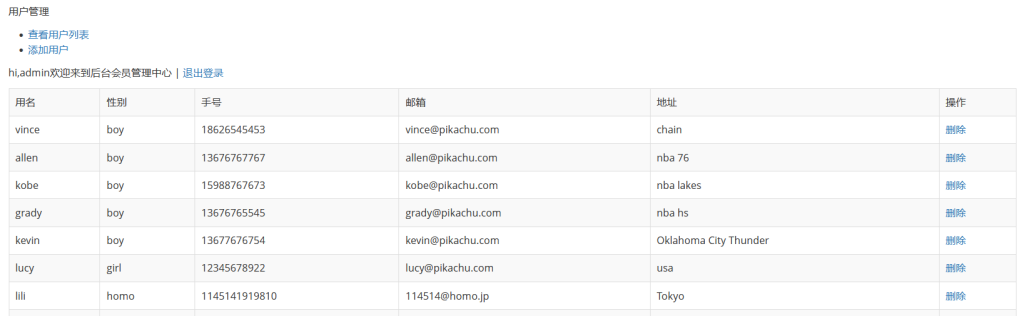 用户管理
查看用户列表
添加用户
hi,admin欢迎来到后台会员管理中心 | 退出登录
用名 性别 手号 邮箱 地址 操作
vince boy 18626545453 vince@pikachu.com chain 删除
allen boy 13676767767 allen@pikachu.com nba 76 删除
kobe boy 15988767673 kobe@pikachu.com nba lakes 删除
grady boy 13676765545 grady@pikachu.com nba hs 删除
kevin boy 13677676754 kevin@pikachu.com Oklahoma City Thunder 删除
lucy girl 12345678922 lucy@pikachu.com usa 删除
lili homo 1145141919810 114514@homo.jp Tokyo 删除